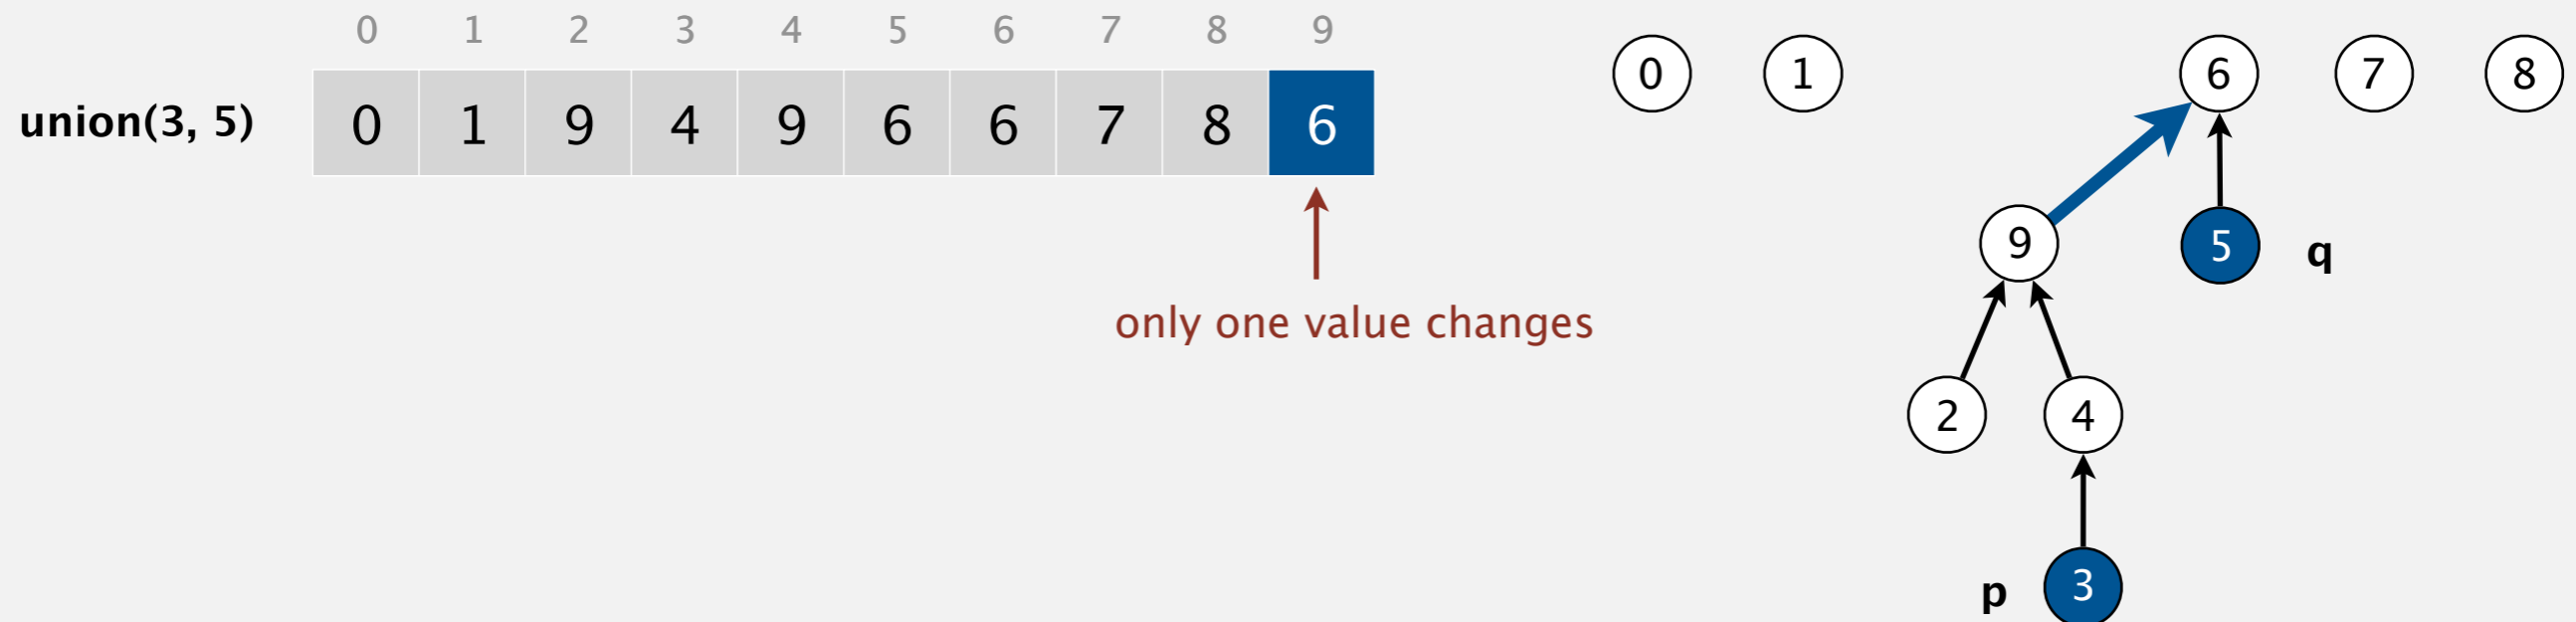 0 1 2 3 4 5 6 7 8 9
union(3, 5) 0 1 9 4 9 6 6 7 8 6
only one value changes
0 1 6 7 8
9 5 q
2 4
p 3